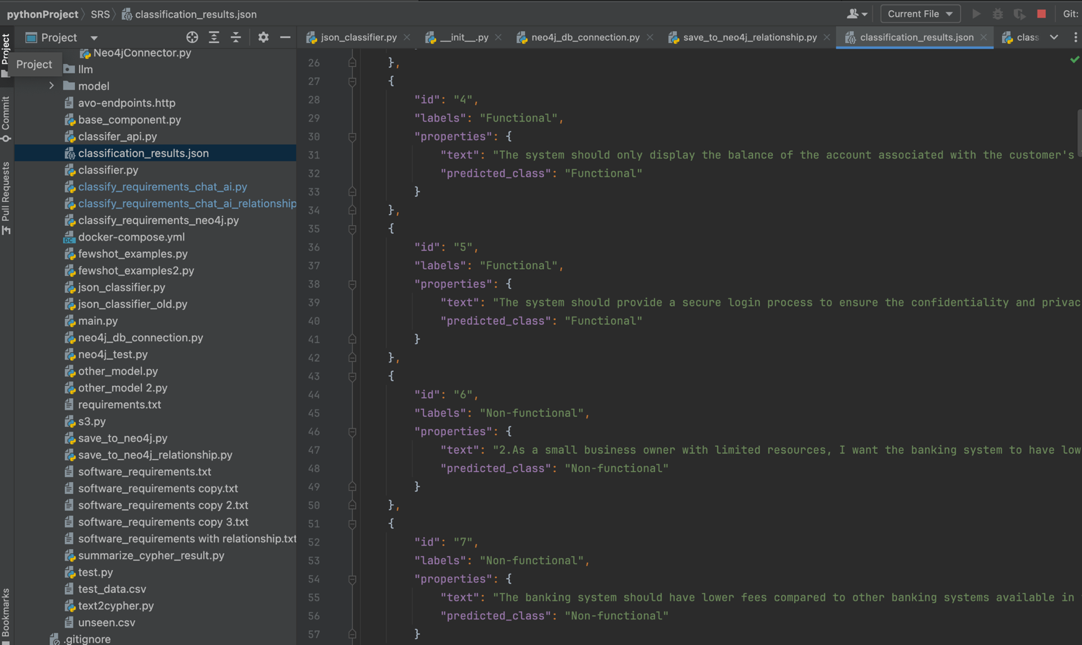 pythonProject SRS classification_results.json Current File Git:
Project
json_classifier.py __init__.py neo4j_db_connection.py save_to_neo4j_relationship.py classification_results.json class
Project
Commit
Pull Requests
Bookmarks
Project
Neo4jConnector.py
llm
model
avo-endpoints.http
base_component.py
classifer_api.py
classification_results.json
classifier.py
classify_requirements_chat_ai.py
classify_requirements_chat_ai_relationship
classify_requirements_neo4j.py
docker-compose.yml
fewshot_examples.py
fewshot_examples2.py
json_classifier.py
json_classifier_old.py
main.py
neo4j_db_connection.py
neo4j_test.py
other_model.py
other_model 2.py
requirements.txt
s3.py
save_to_neo4j.py
save_to_neo4j_relationship.py
software_requirements.txt
software_requirements copy.txt
software_requirements copy 2.txt
software_requirements copy 3.txt
software_requirements with relationship.txt
summarize_cypher_result.py
test.py
test_data.csv
text2cypher.py
unseen.csv
.gitignore
26 },
27 {
28 "id": "4",
29 "labels": "Functional",
30 "properties": {
31 "text": "The system should only display the balance of the account associated with the customer's
32 "predicted_class": "Functional"
33 }
34 },
35 {
36 "id": "5",
37 "labels": "Functional",
38 "properties": {
39 "text": "The system should provide a secure login process to ensure the confidentiality and privac
40 "predicted_class": "Functional"
41 }
42 },
43 {
44 "id": "6",
45 "labels": "Non-functional",
46 "properties": {
47 "text": "2.As a small business owner with limited resources, I want the banking system to have low
48 "predicted_class": "Non-functional"
49 }
50 },
51 {
52 "id": "7",
53 "labels": "Non-functional",
54 "properties": {
55 "text": "The banking system should have lower fees compared to other banking systems available in
56 "predicted_class": "Non-functional"
57 }